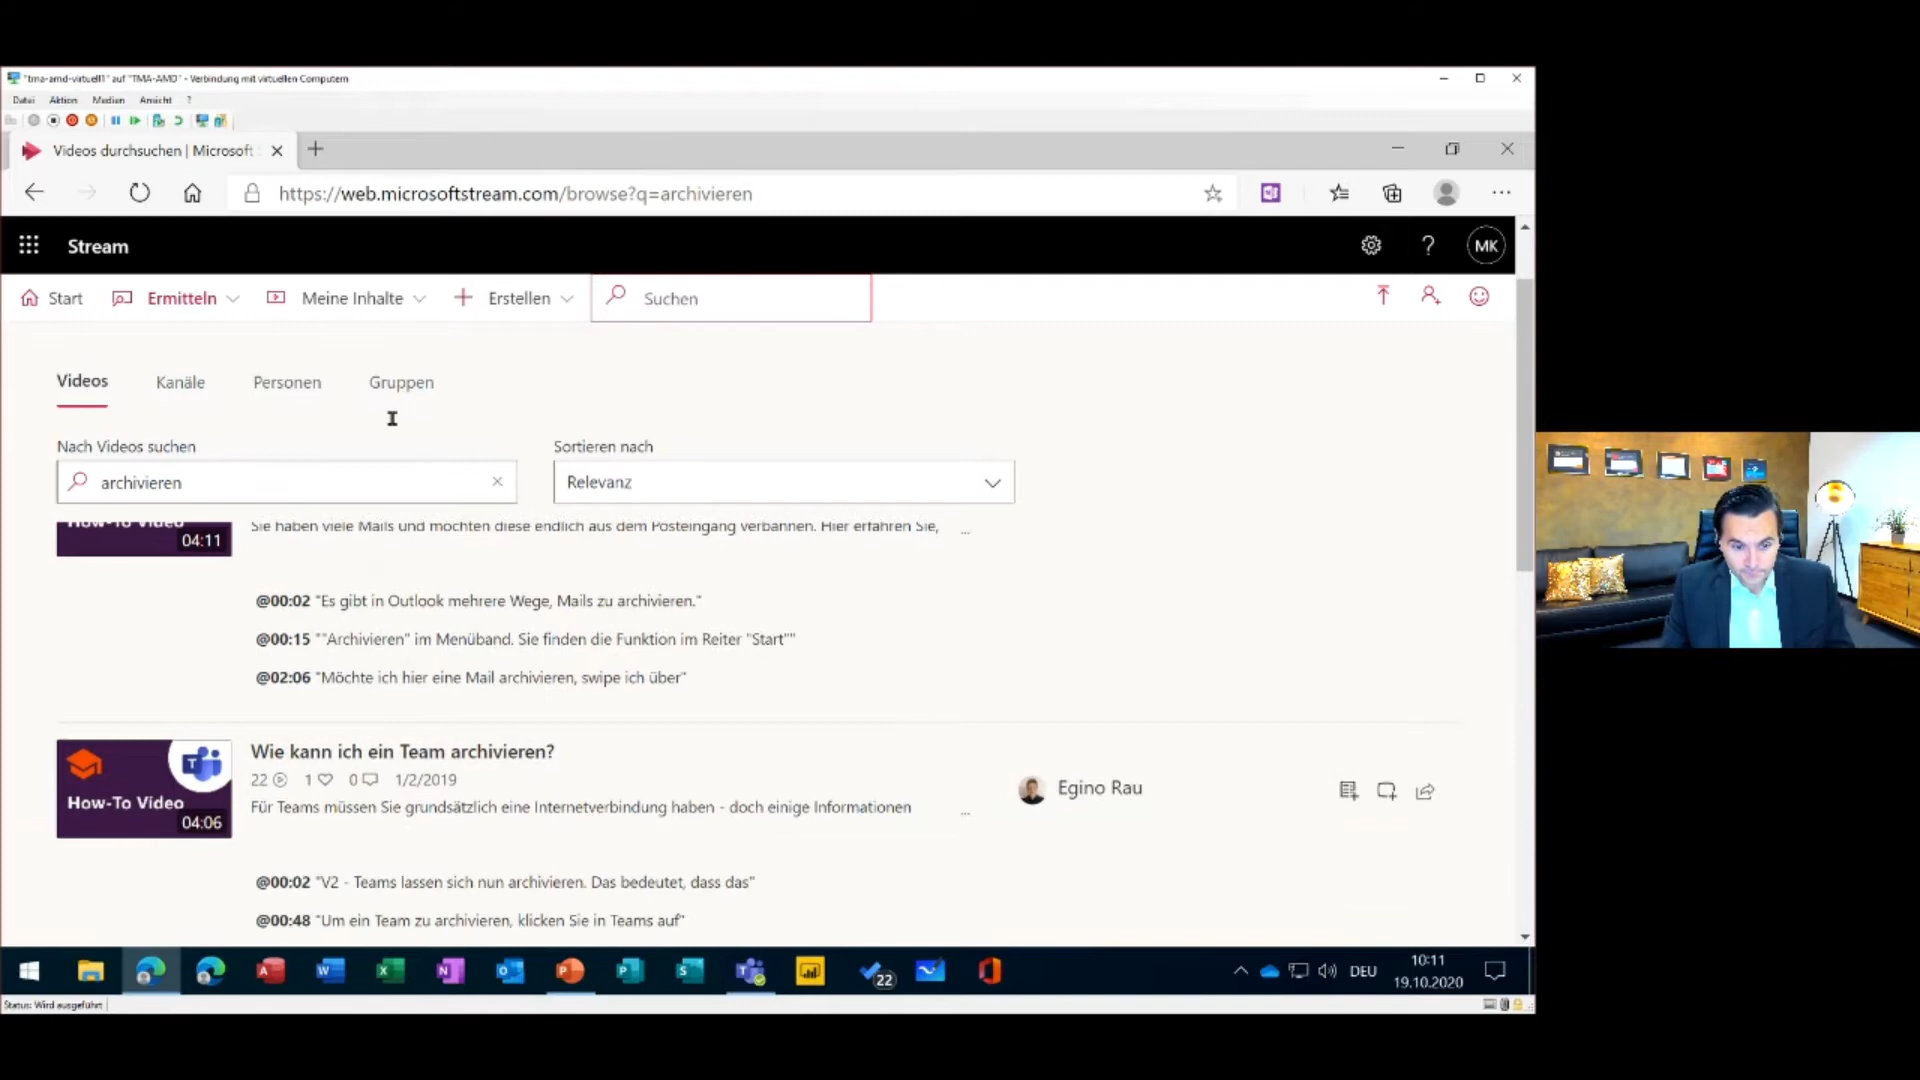 "tma-amd-virtuell1" auf "TMA-AMD" - Verbindung mit virtuellen Computern
Datei Aktion Medien Ansicht ?
Videos durchsuchen | Microsoft
https://web.microsoftstream.com/browse?q=archivieren
Stream
MK
Start Ermitteln Meine Inhalte Erstellen Suchen
Videos Kanäle Personen Gruppen
Nach Videos suchen Sortieren nach
archivieren Relevanz
How-To Video
Sie haben viele Mails und möchten diese endlich aus dem Posteingang verbannen. Hier erfahren Sie, ...
04:11
@00:02 "Es gibt in Outlook mehrere Wege, Mails zu archivieren."
@00:15 ""Archivieren" im Menüband. Sie finden die Funktion im Reiter "Start""
@02:06 "Möchte ich hier eine Mail archivieren, swipe ich über"
Wie kann ich ein Team archivieren?
22 1 0 1/2/2019
Egino Rau
How-To Video
04:06
Für Teams müssen Sie grundsätzlich eine Internetverbindung haben - doch einige Informationen ...
@00:02 "V2 - Teams lassen sich nun archivieren. Das bedeutet, dass das"
@00:48 "Um ein Team zu archivieren, klicken Sie in Teams auf"
22
DEU
10:11
19.10.2020
Status: Wird ausgeführt